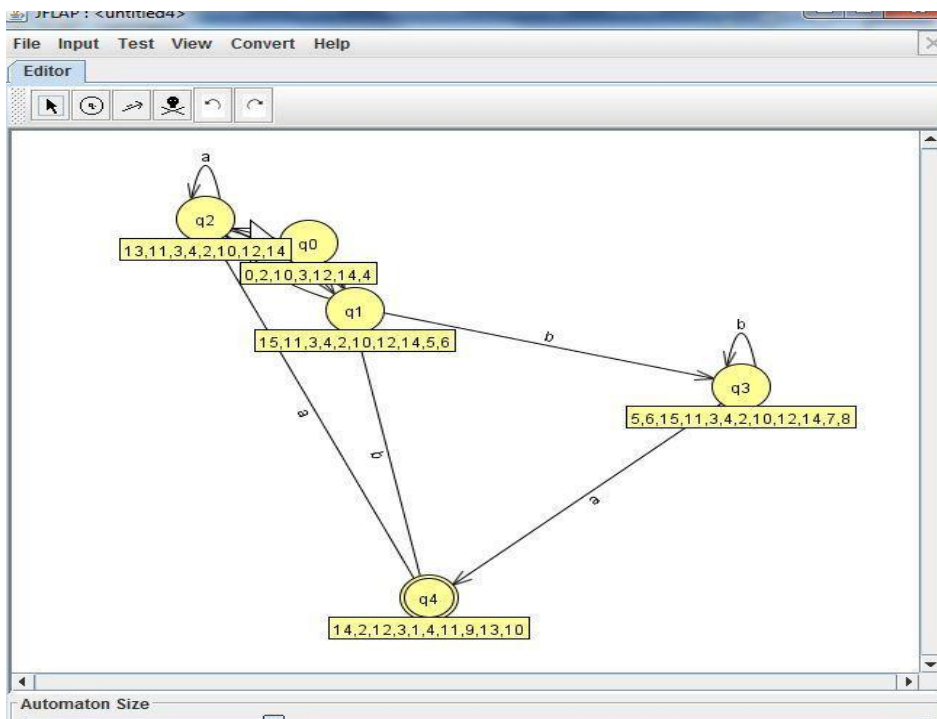 JFLAP : <untitled4>
File Input Test View Convert Help
Editor
a
q2
13,11,3,4,2,10,12,14
q0
0,2,10,3,12,14,4
q1
15,11,3,4,2,10,12,14,5,6
b
b
q3
5,6,15,11,3,4,2,10,12,14,7,8
a
b
a
q4
14,2,12,3,1,4,11,9,13,10
Automaton Size